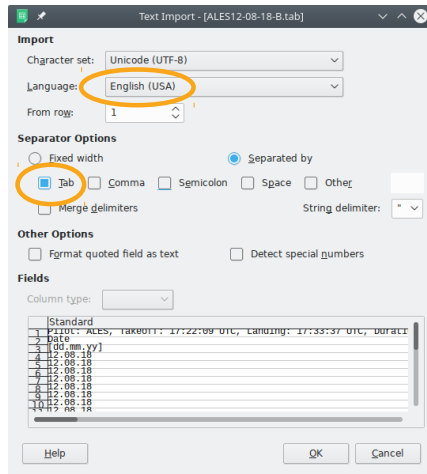 Text Import - [ALES12-08-18-B.tab]
Import
Character set: Unicode (UTF-8)
Language: English (USA)
From row: 1
Separator Options
Fixed width Separated by
Tab Comma Semicolon Space Other
Merge delimiters String delimiter: "
Other Options
Format quoted field as text Detect special numbers
Fields
Column type:
Standard
1 Pilot: ALES, Takeoff: 17:22:09 UTC, Landing: 17:33:37 UTC, Durati
2 Date
3 [dd.mm.yy]
4 12.08.18
5 12.08.18
6 12.08.18
7 12.08.18
8 12.08.18
9 12.08.18
10 12.08.18
11 12.08.18
Help OK Cancel